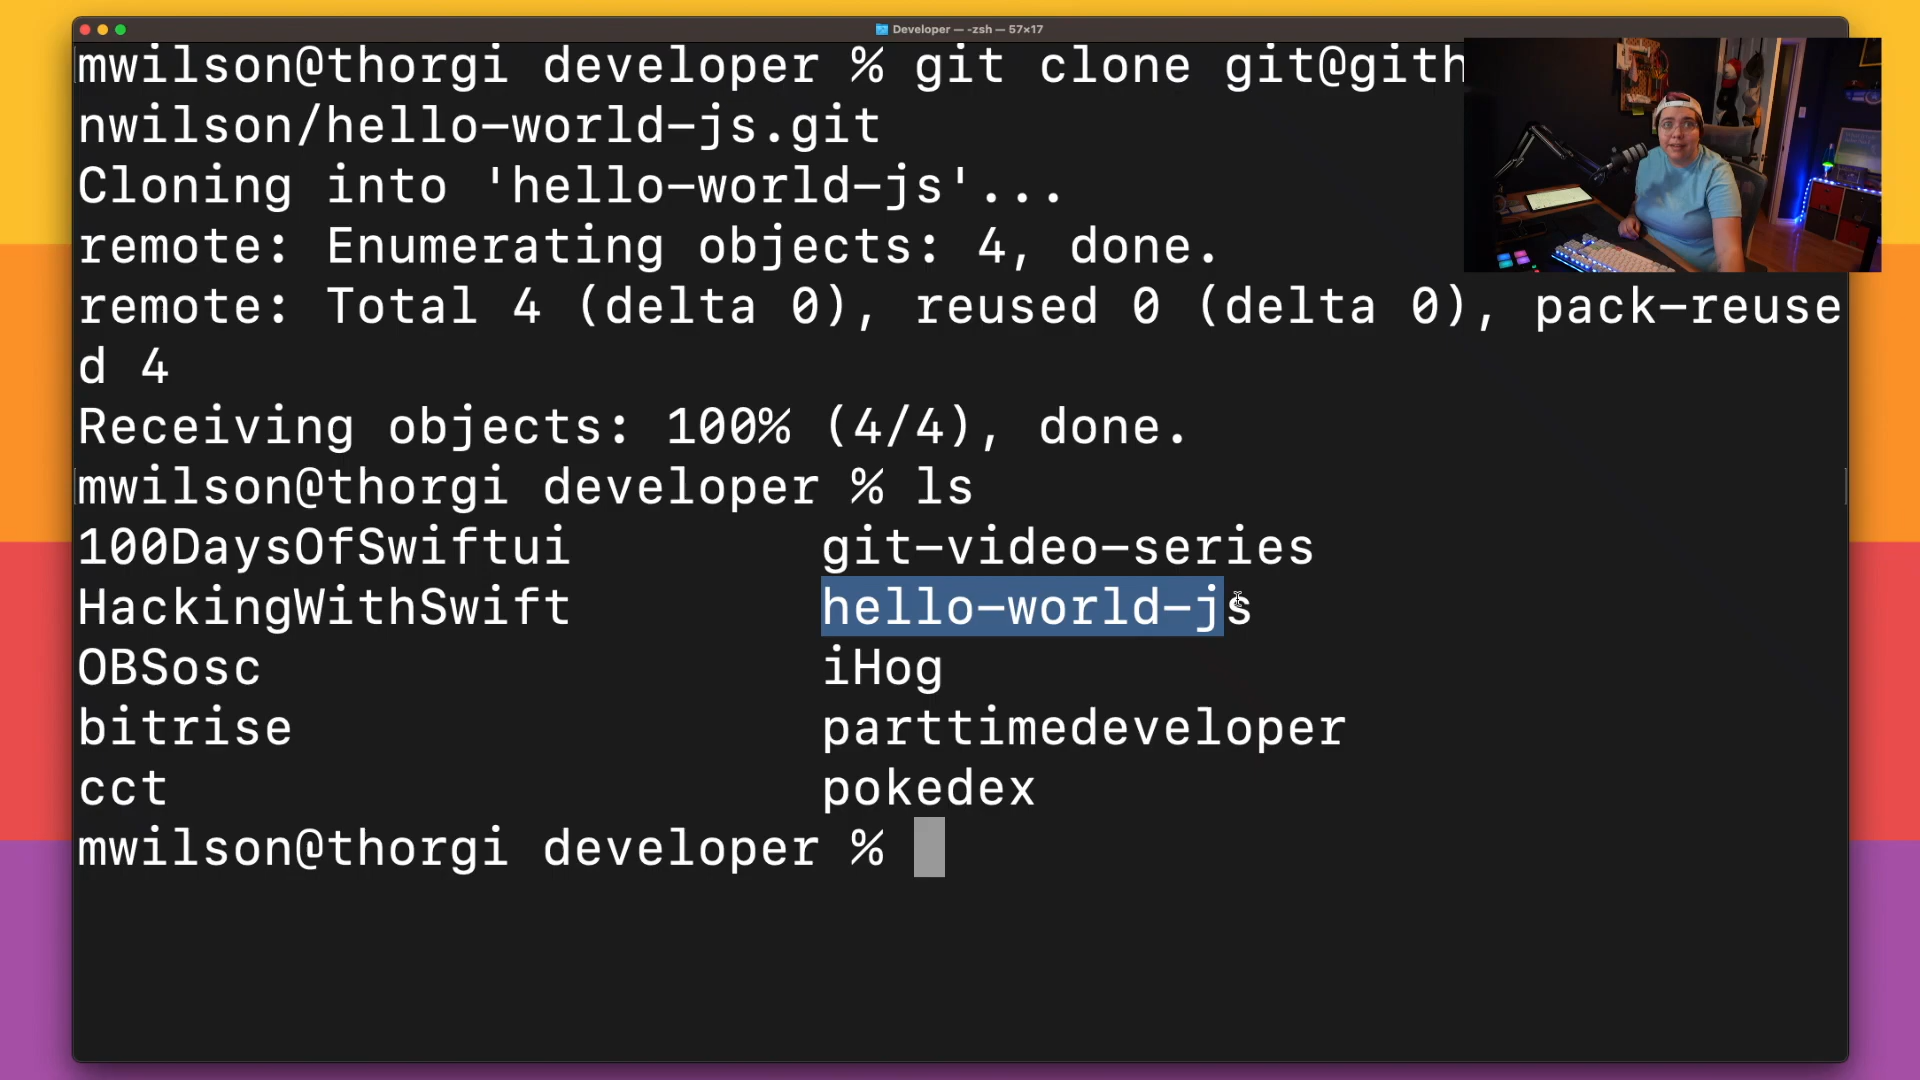 Developer — -zsh — 57×17
mwilson@thorgi developer % git clone git@gith
nwilson/hello-world-js.git
Cloning into 'hello-world-js'...
remote: Enumerating objects: 4, done.
remote: Total 4 (delta 0), reused 0 (delta 0), pack-reuse
d 4
Receiving objects: 100% (4/4), done.
mwilson@thorgi developer % ls
100DaysOfSwiftui git-video-series
HackingWithSwift hello-world-js
OBSosc iHog
bitrise parttimedeveloper
cct pokedex
mwilson@thorgi developer %